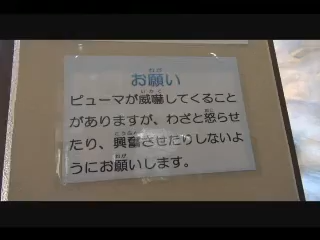 お願い
ピューマが威嚇してくること
がありますが、わざと怒らせ
たり、興奮させたりしないよ
うにお願いします。